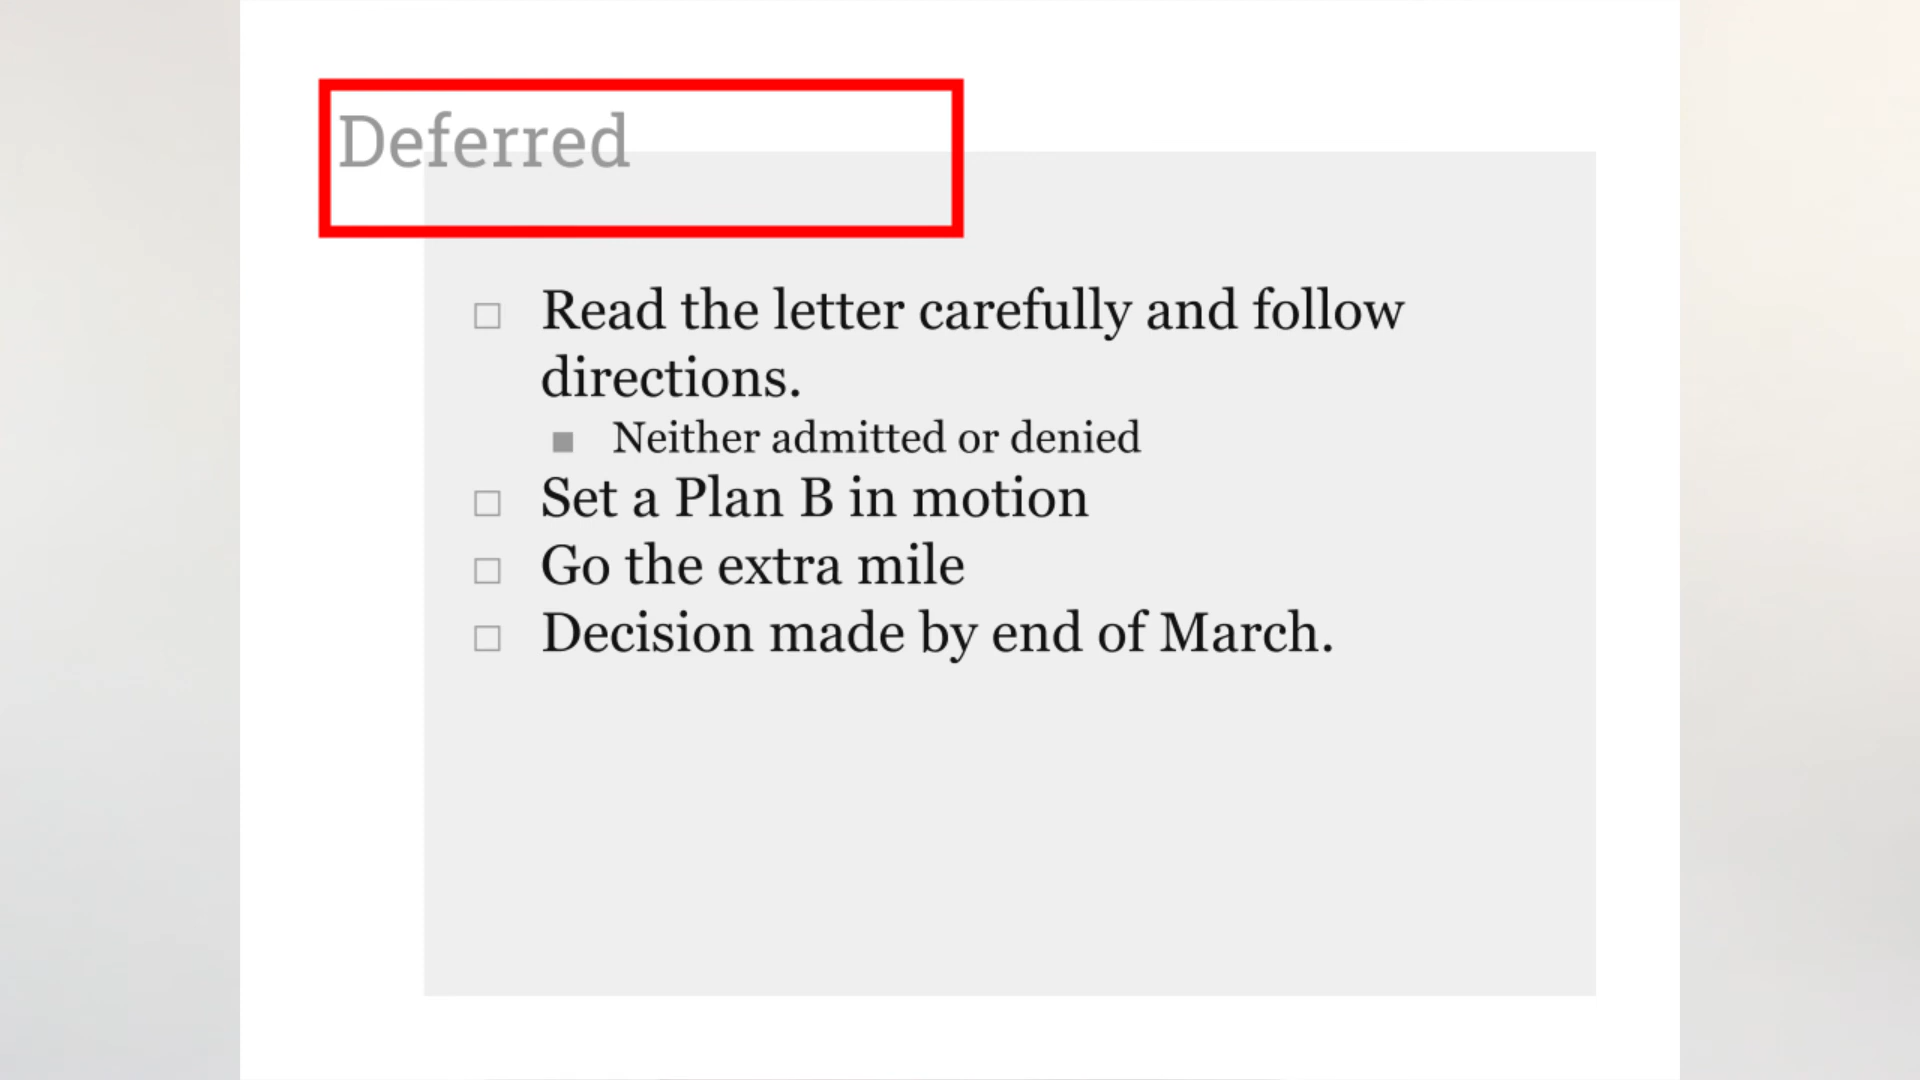 Deferred
Read the letter carefully and follow
directions.
Neither admitted or denied
Set a Plan B in motion
Go the extra mile
Decision made by end of March.